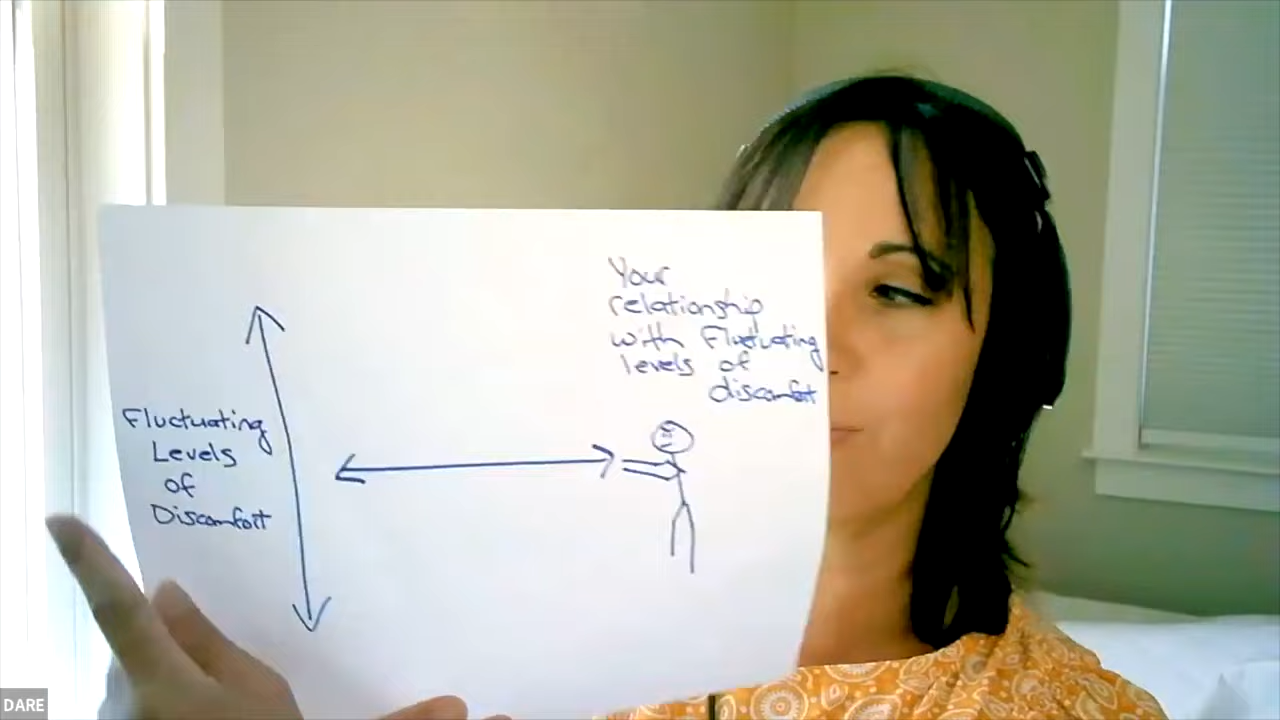 Your
relationship
with Fluctuating
levels of
discomfort
Fluctuating
Levels
of
Discomfort
DARE